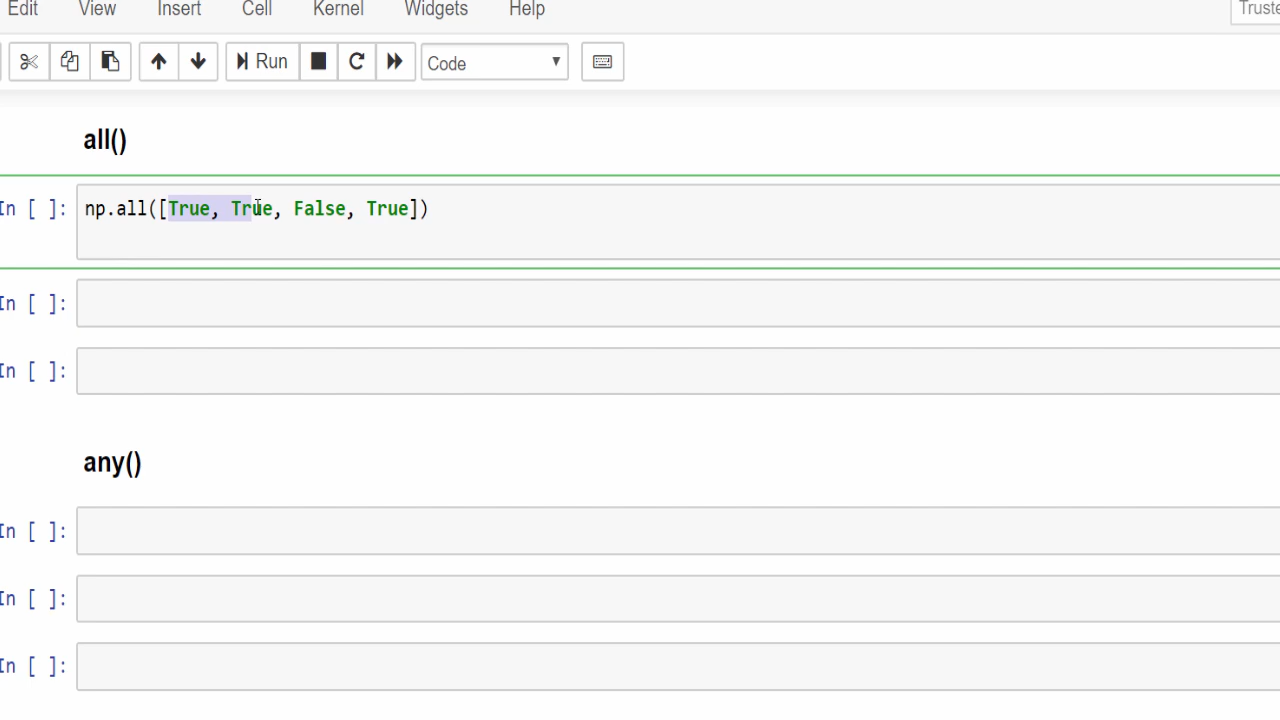 Edit View Insert Cell Kernel Widgets Help Truste
Run Code
all()
In [ ]: np.all([True, True, False, True])
In [ ]:
In [ ]:
any()
In [ ]:
In [ ]:
In [ ]: